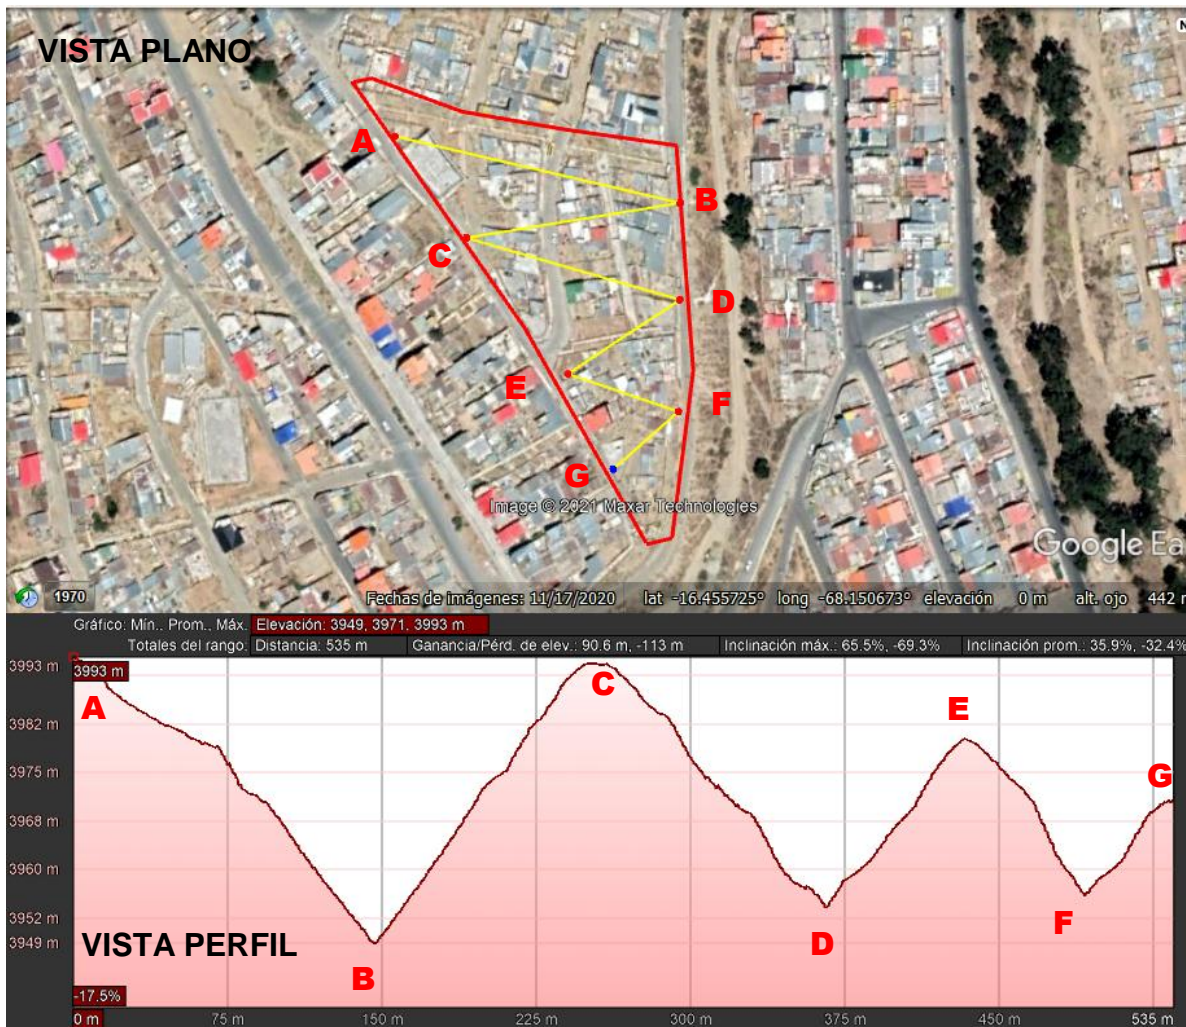 VISTA PLANO
N
A
B
C
D
E
F
G
Image © 2021 Maxar Technologies
Google Ea
1970
Fechas de imágenes: 11/17/2020 lat -16.455725° long -68.150673° elevación 0 m alt. ojo 442 m
Gráfico: Mín., Prom., Máx. Elevación: 3949, 3971, 3993 m
Totales del rango: Distancia: 535 m Ganancia/Pérd. de elev.: 90.6 m, -113 m Inclinación máx.: 65.5%, -69.3% Inclinación prom.: 35.9%, -32.4%
3993 m
3993 m
3982 m
3975 m
3968 m
3960 m
3952 m
3949 m
A
B
C
D
E
F
G
VISTA PERFIL
-17.5%
0 m 75 m 150 m 225 m 300 m 375 m 450 m 535 m